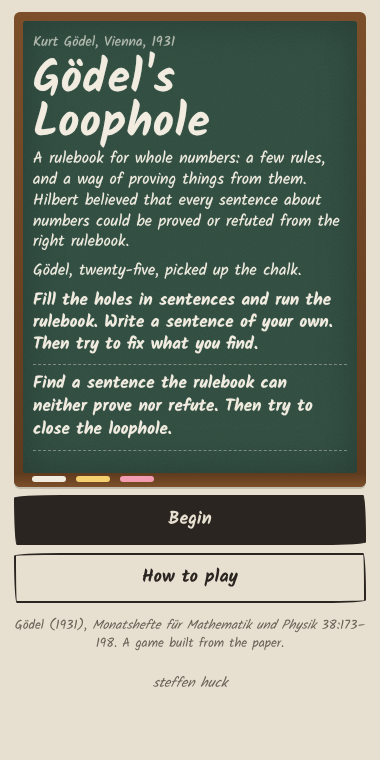 Kurt Gödel, Vienna, 1931
Gödel's
Loophole
A rulebook for whole numbers: a few rules,
and a way of proving things from them.
Hilbert believed that every sentence about
numbers could be proved or refuted from the
right rulebook.
Gödel, twenty-five, picked up the chalk.
Fill the holes in sentences and run the
rulebook. Write a sentence of your own.
Then try to fix what you find.
Find a sentence the rulebook can
neither prove nor refute. Then try to
close the loophole.
Begin
How to play
Gödel (1931), Monatshefte für Mathematik und Physik 38:173–
198. A game built from the paper.
steffen huck